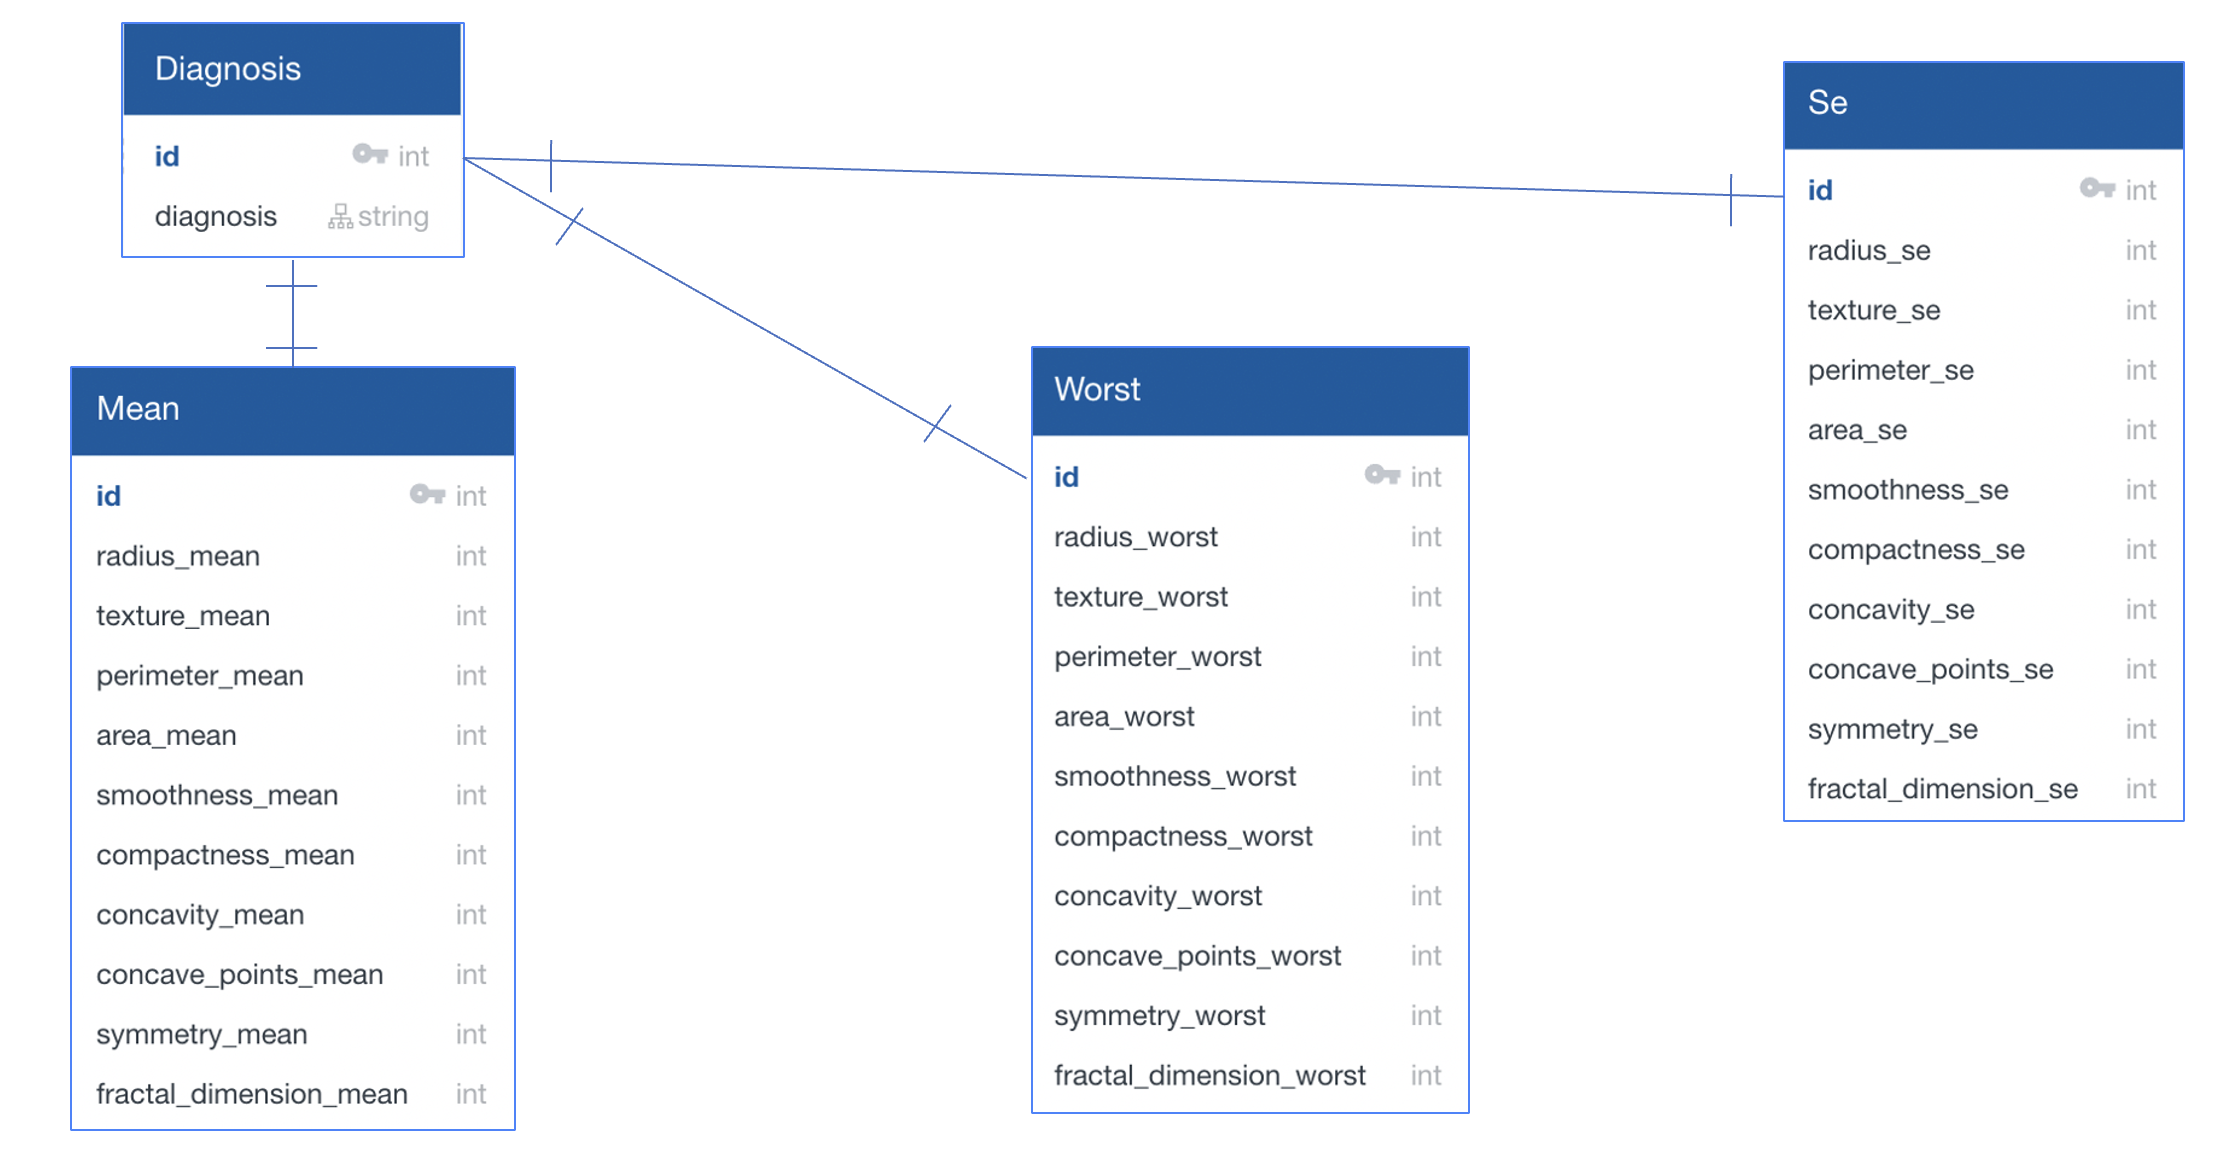 Diagnosis
id int
diagnosis string
Mean
id int
radius_mean int
texture_mean int
perimeter_mean int
area_mean int
smoothness_mean int
compactness_mean int
concavity_mean int
concave_points_mean int
symmetry_mean int
fractal_dimension_mean int
Worst
id int
radius_worst int
texture_worst int
perimeter_worst int
area_worst int
smoothness_worst int
compactness_worst int
concavity_worst int
concave_points_worst int
symmetry_worst int
fractal_dimension_worst int
Se
id int
radius_se int
texture_se int
perimeter_se int
area_se int
smoothness_se int
compactness_se int
concavity_se int
concave_points_se int
symmetry_se int
fractal_dimension_se int